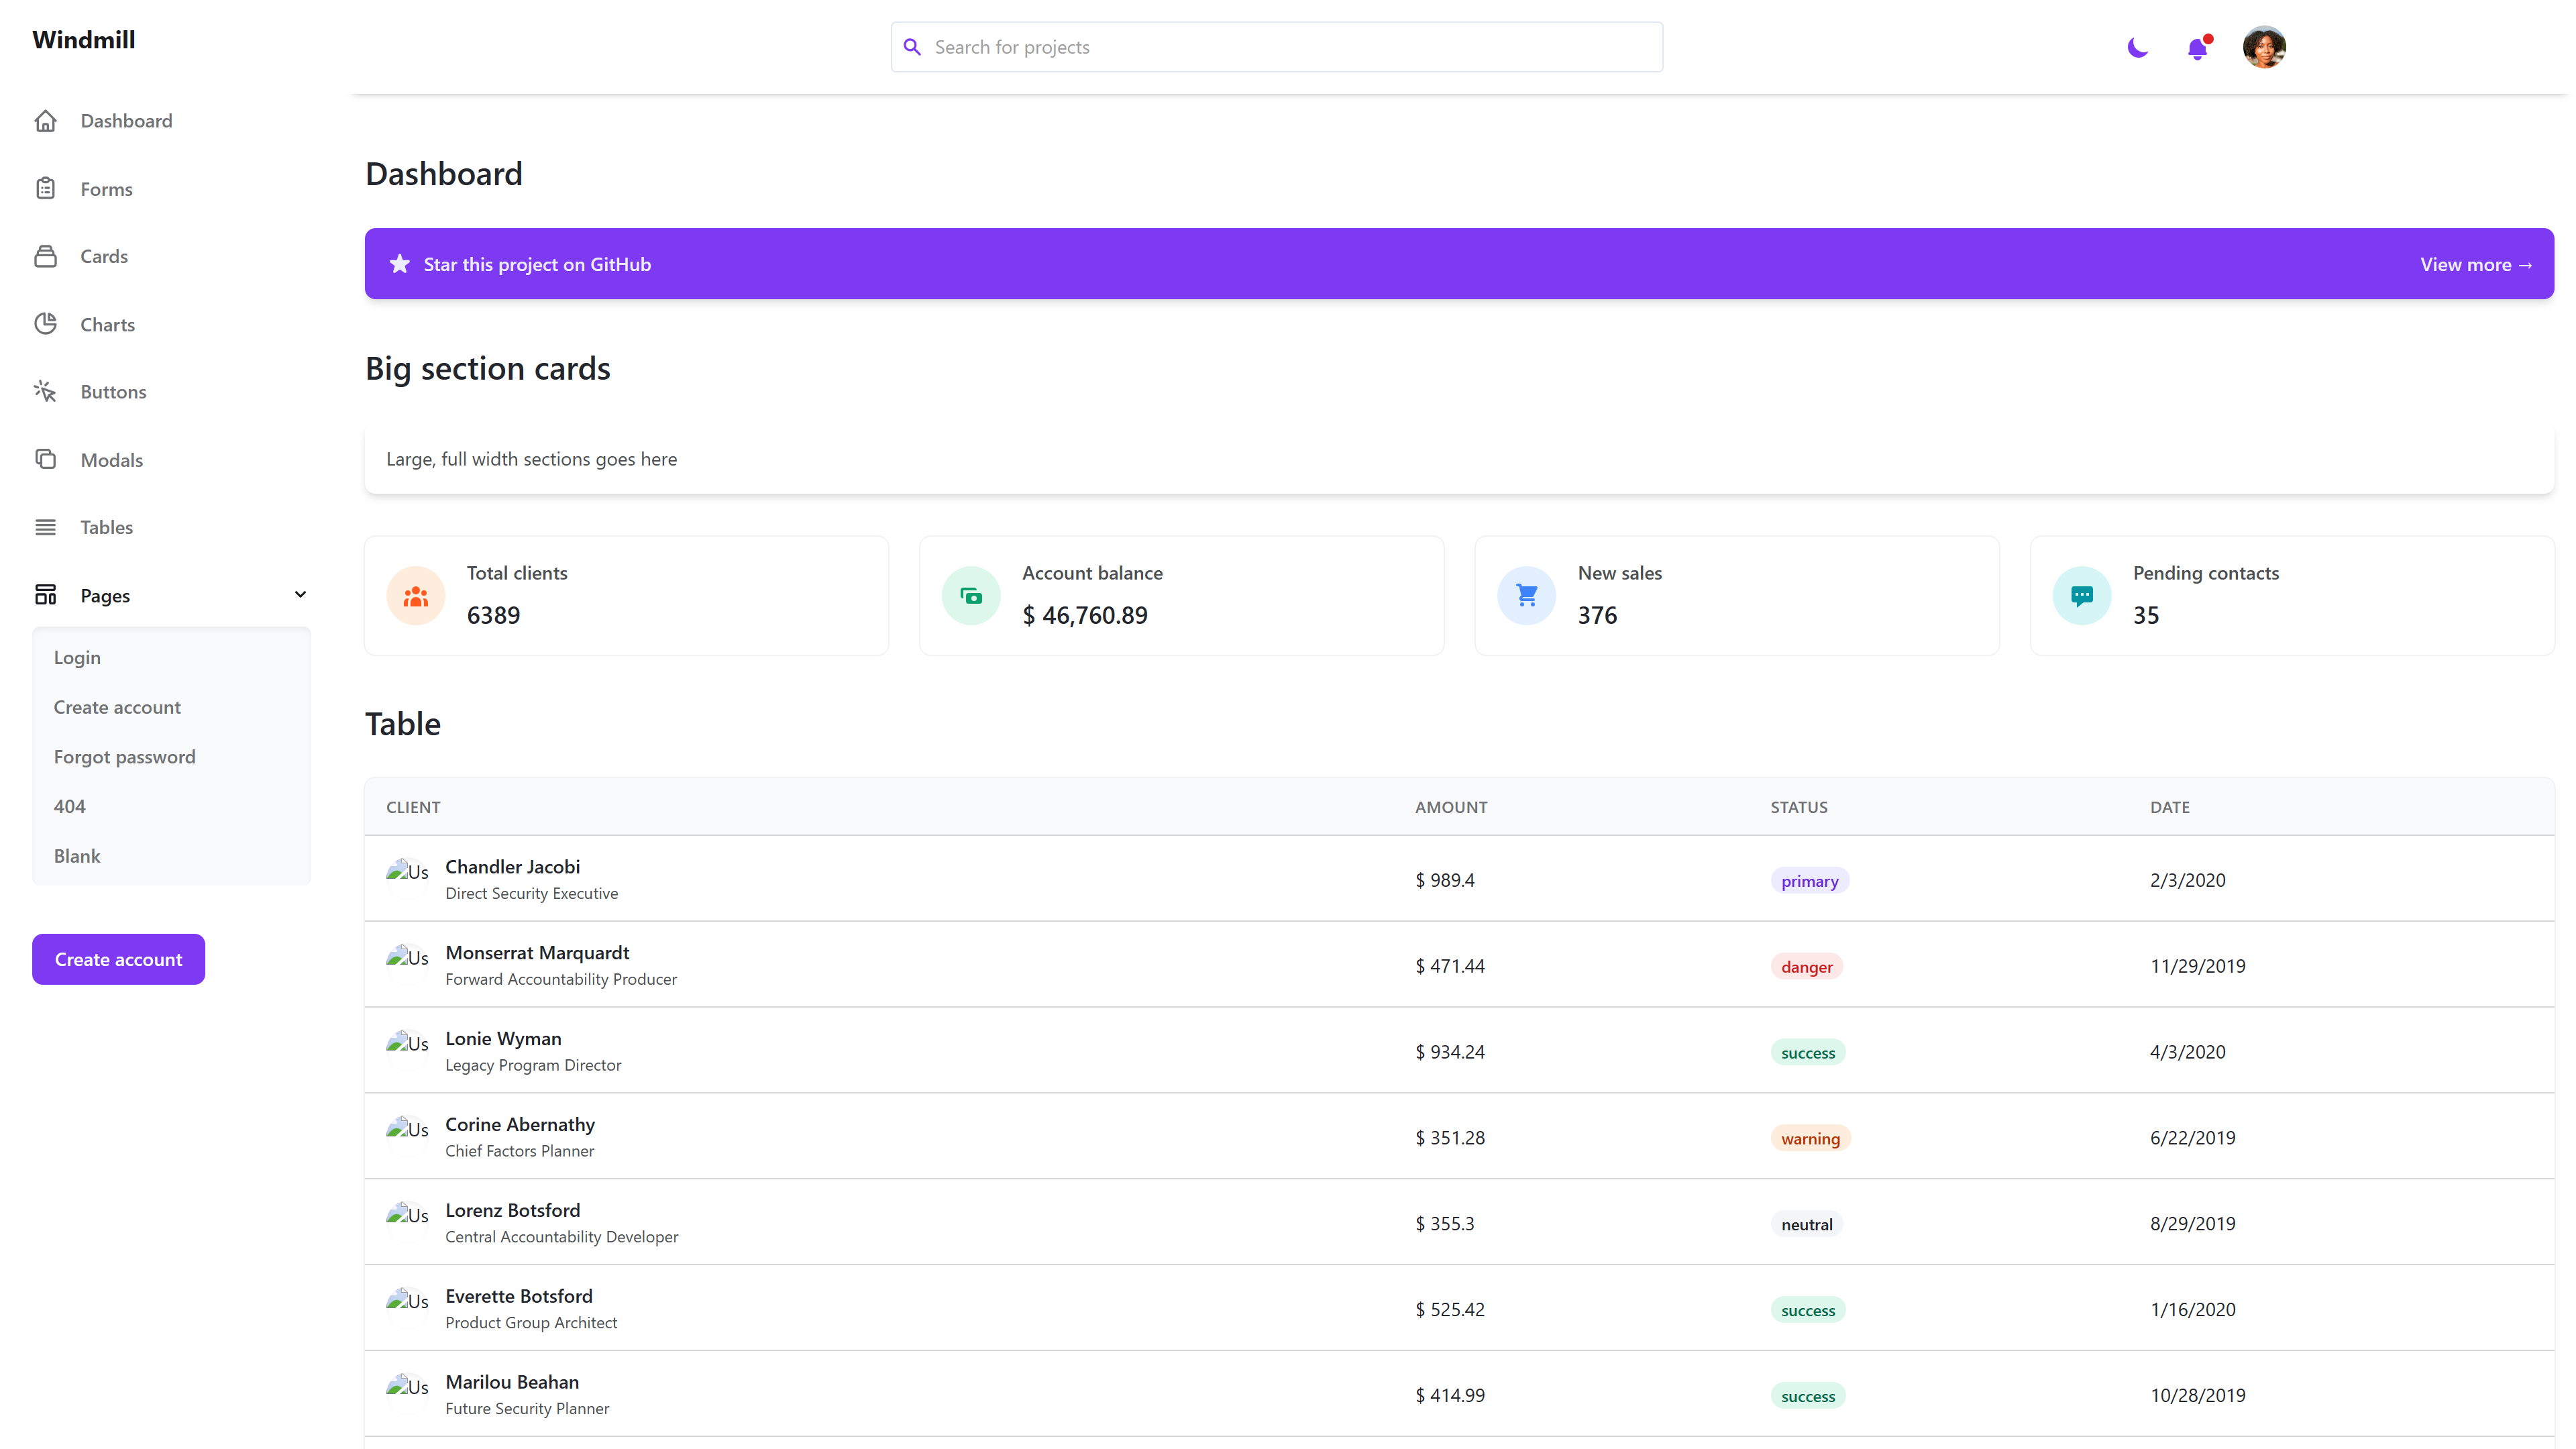 Windmill
Search for projects
Dashboard
Forms
Cards
Charts
Buttons
Modals
Tables
Pages
Login
Create account
Forgot password
404
Blank
Create account
Dashboard
Star this project on GitHub
View more →
Big section cards
Large, full width sections goes here
Total clients
6389
Account balance
$ 46,760.89
New sales
376
Pending contacts
35
Table
CLIENT AMOUNT STATUS DATE
Us Chandler Jacobi
Direct Security Executive
$ 989.4 primary 2/3/2020
Us Monserrat Marquardt
Forward Accountability Producer
$ 471.44 danger 11/29/2019
Us Lonie Wyman
Legacy Program Director
$ 934.24 success 4/3/2020
Us Corine Abernathy
Chief Factors Planner
$ 351.28 warning 6/22/2019
Us Lorenz Botsford
Central Accountability Developer
$ 355.3 neutral 8/29/2019
Us Everette Botsford
Product Group Architect
$ 525.42 success 1/16/2020
Us Marilou Beahan
Future Security Planner
$ 414.99 success 10/28/2019